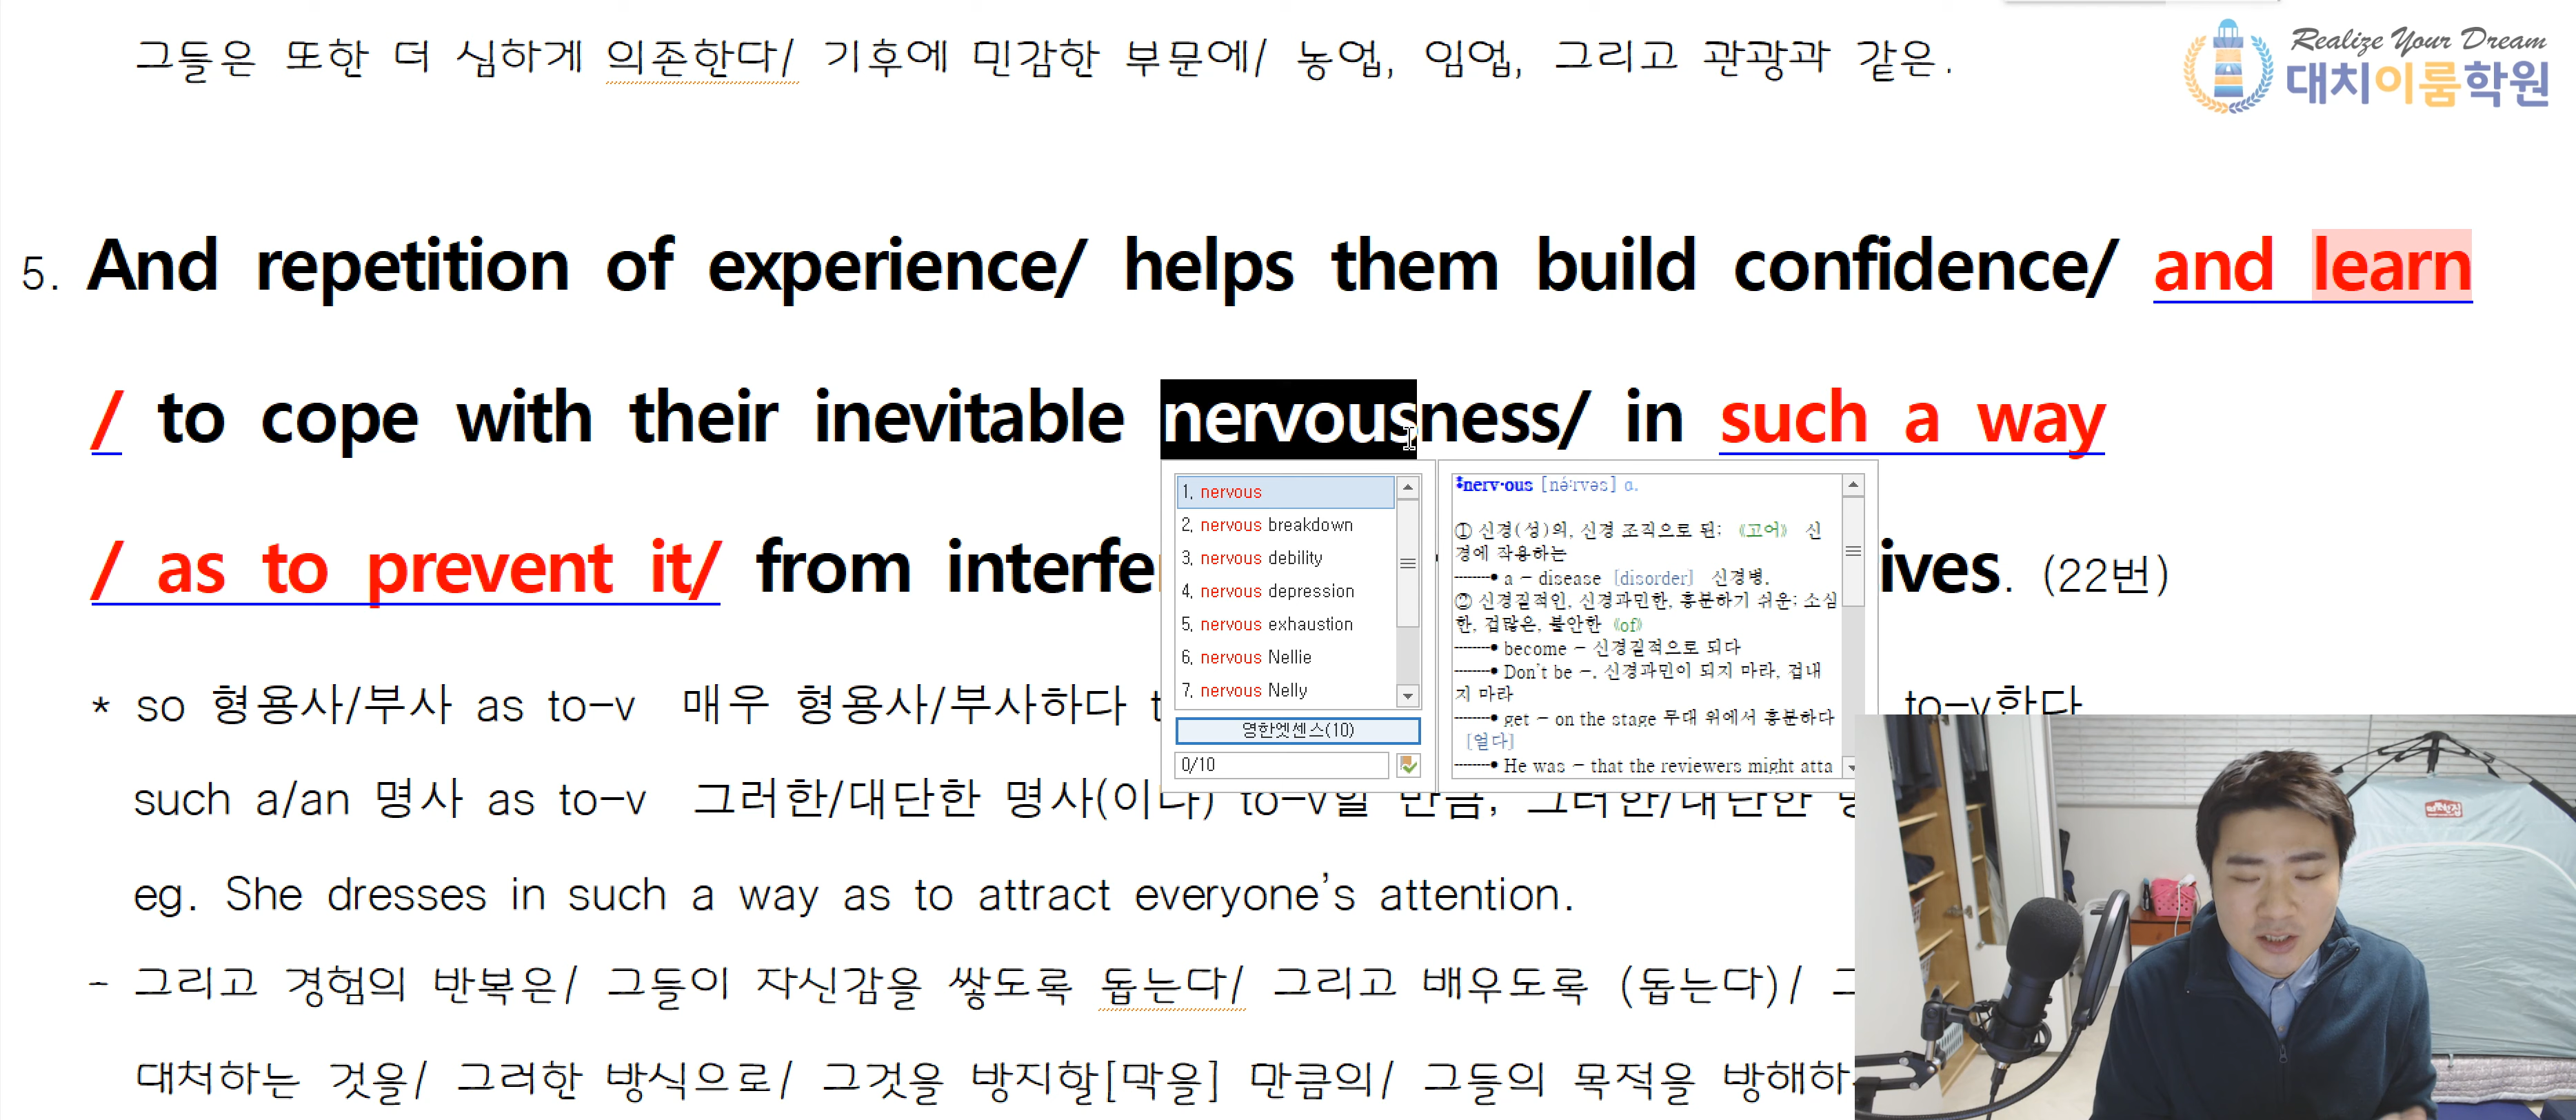 그들은 또한 더 심하게 의존한다/ 기후에 민감한 부문에/ 농업, 임업, 그리고 관광과 같은.
Realize Your Dream
대치이룸학원
5. And repetition of experience/ helps them build confidence/ and learn
/ to cope with their inevitable nervousness/ in such a way
/ as to prevent it/ from interfe ives. (22번)
1, nervous
2, nervous breakdown
3, nervous debility
4, nervous depression
5, nervous exhaustion
6, nervous Nellie
7, nervous Nelly
영한엣센스(10)
0/10
‡nerv·ous [nə́ːrvəs] a.
① 신경(성)의, 신경 조직으로 된; 《고어》 신
경에 작용하는
-------• a ~ disease [disorder] 신경병.
② 신경질적인, 신경과민한, 흥분하기 쉬운; 소심
한, 겁많은, 불안한 《of》
-------• become ~ 신경질적으로 되다
-------• Don't be ~. 신경과민이 되지 마라, 겁내
지 마라
-------• get ~ on the stage 무대 위에서 흥분하다
[얼다]
-------• He was ~ that the reviewers might atta
* so 형용사/부사 as to-v 매우 형용사/부사하다 to-v한다
such a/an 명사 as to-v 그러한/대단한 명사(이다) to-v할 만큼, 그러한/대단한
eg. She dresses in such a way as to attract everyone's attention.
- 그리고 경험의 반복은/ 그들이 자신감을 쌓도록 돕는다/ 그리고 배우도록 (돕는다)/
대처하는 것을/ 그러한 방식으로/ 그것을 방지할[막을] 만큼의/ 그들의 목적을 방해하